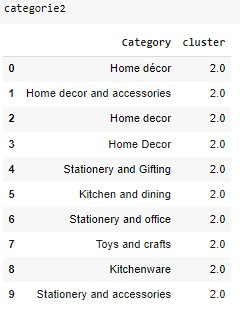 categorie2
Category cluster
0 Home décor 2.0
1 Home decor and accessories 2.0
2 Home decor 2.0
3 Home Decor 2.0
4 Stationery and Gifting 2.0
5 Kitchen and dining 2.0
6 Stationery and office 2.0
7 Toys and crafts 2.0
8 Kitchenware 2.0
9 Stationery and accessories 2.0